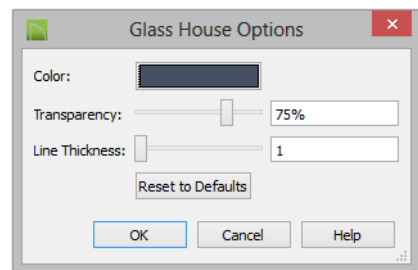 Glass House Options
Color:
Transparency: 75%
Line Thickness: 1
Reset to Defaults
OK Cancel Help